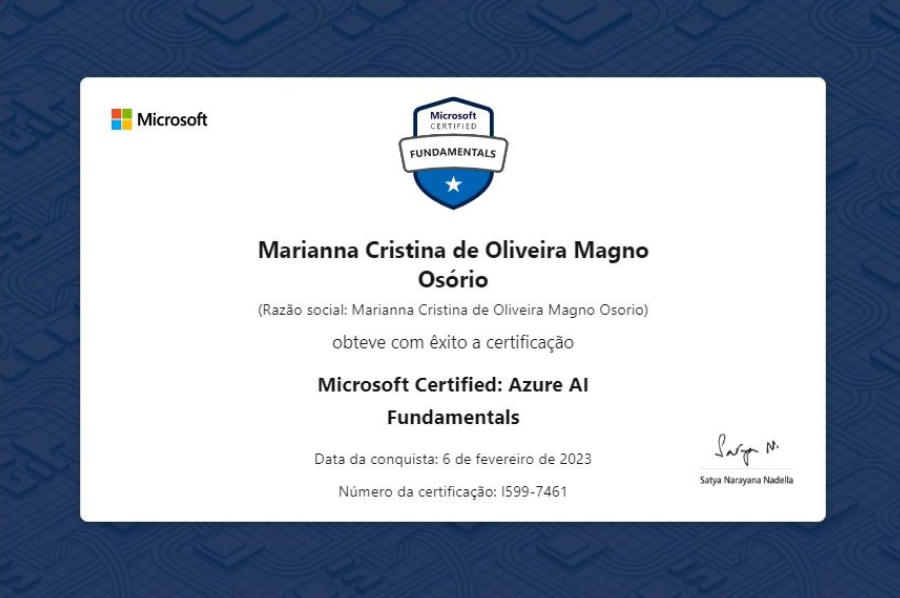 Microsoft
Microsoft
CERTIFIED
FUNDAMENTALS
Marianna Cristina de Oliveira Magno
Osório
(Razão social: Marianna Cristina de Oliveira Magno Osorio)
obteve com êxito a certificação
Microsoft Certified: Azure AI
Fundamentals
Data da conquista: 6 de fevereiro de 2023
Número da certificação: I599-7461
Satya N.
Satya Narayana Nadella